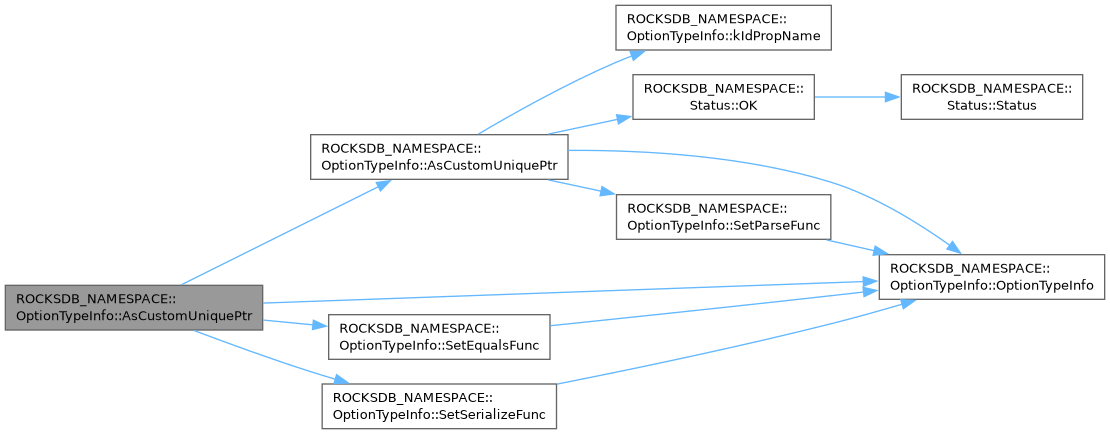 ROCKSDB_NAMESPACE::
OptionTypeInfo::kIdPropName
ROCKSDB_NAMESPACE::
Status::OK
ROCKSDB_NAMESPACE::
Status::Status
ROCKSDB_NAMESPACE::
OptionTypeInfo::AsCustomUniquePtr
ROCKSDB_NAMESPACE::
OptionTypeInfo::SetParseFunc
ROCKSDB_NAMESPACE::
OptionTypeInfo::OptionTypeInfo
ROCKSDB_NAMESPACE::
OptionTypeInfo::AsCustomUniquePtr
ROCKSDB_NAMESPACE::
OptionTypeInfo::SetEqualsFunc
ROCKSDB_NAMESPACE::
OptionTypeInfo::SetSerializeFunc